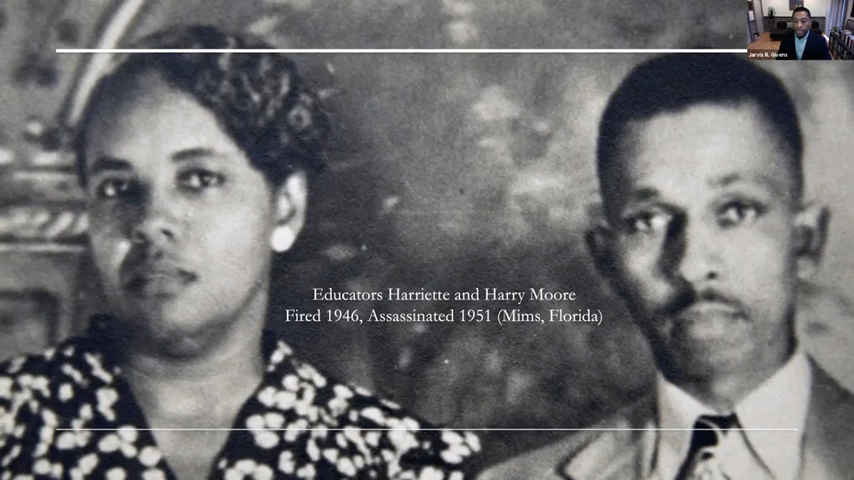 Jarvis R. Givens
Educators Harriette and Harry Moore
Fired 1946, Assassinated 1951 (Mims, Florida)